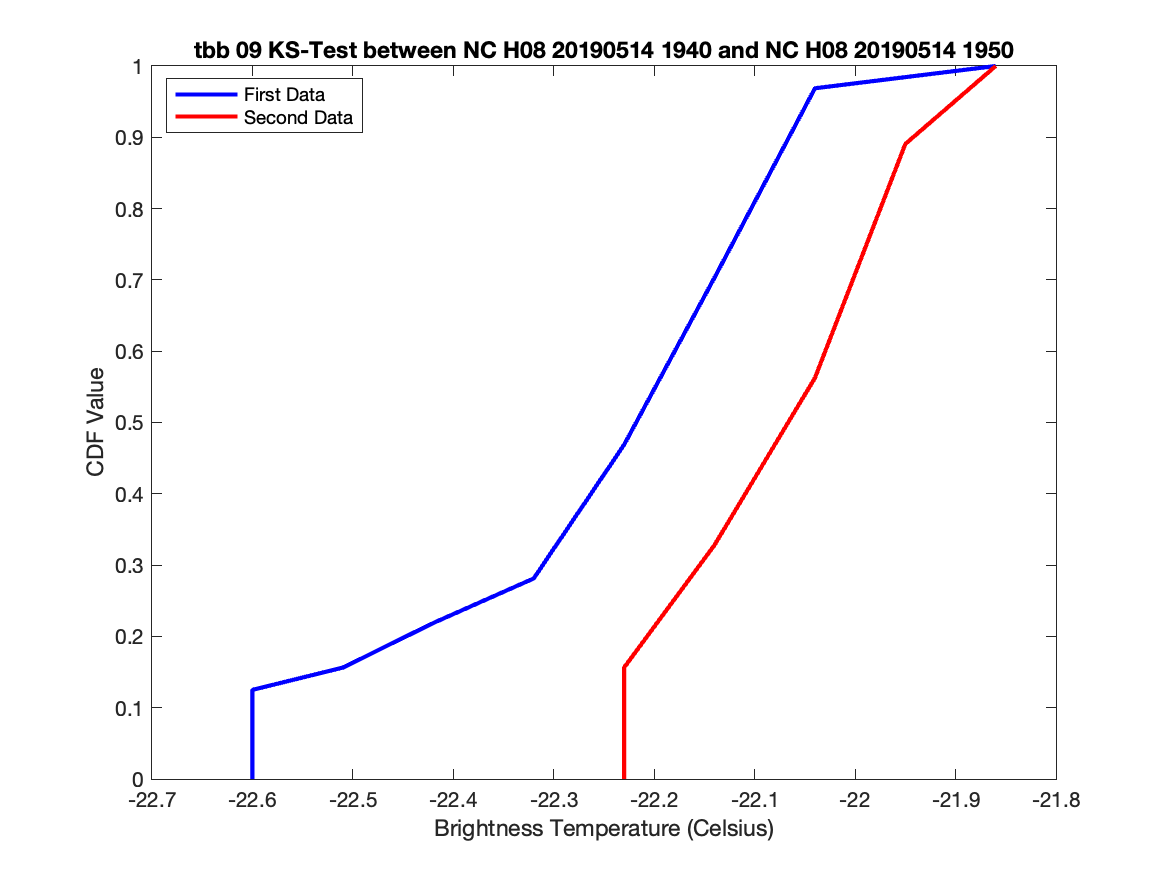 tbb 09 KS-Test between NC H08 20190514 1940 and NC H08 20190514 1950
First Data
Second Data
1
0.9
0.8
0.7
0.6
0.5
0.4
0.3
0.2
0.1
0
CDF Value
-22.7 -22.6 -22.5 -22.4 -22.3 -22.2 -22.1 -22 -21.9 -21.8
Brightness Temperature (Celsius)